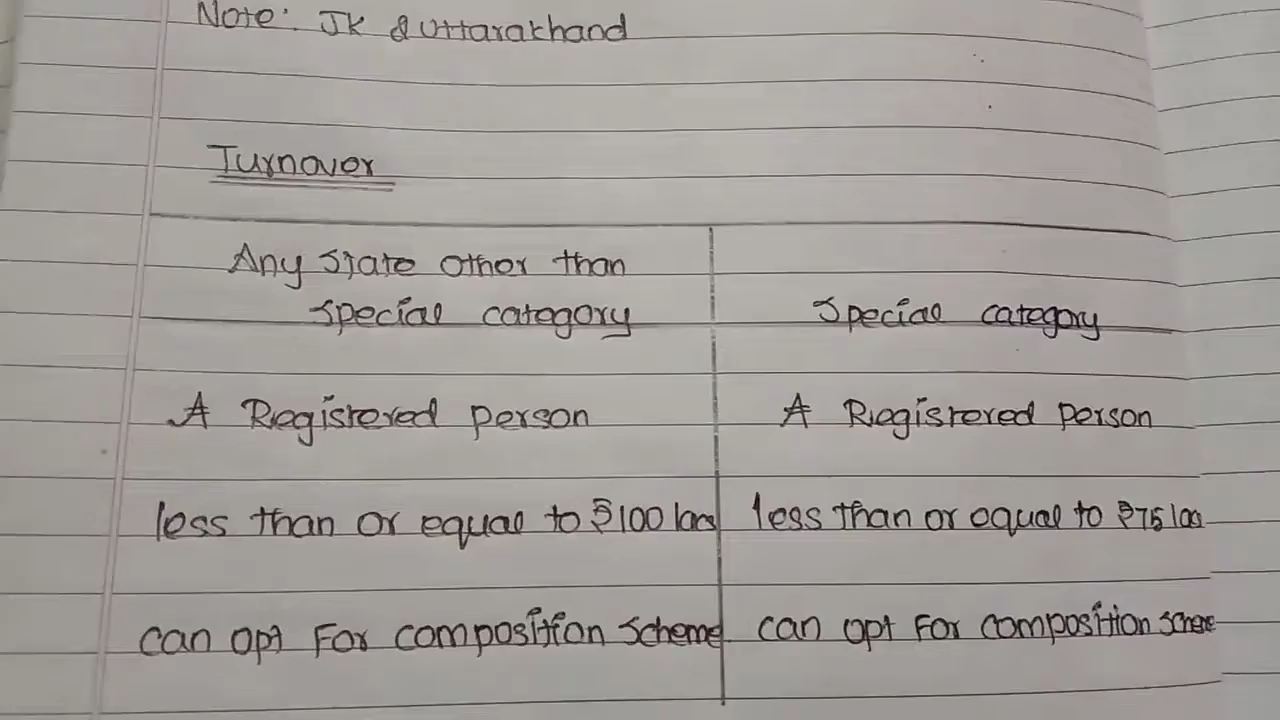 Note: JK & Uttarakhand
Turnover
Any state other than
special category
Special category
A Registered person
A Registered person
less than or equal to ₹100 lacs
less than or equal to ₹75 lac
can opt For composition Scheme
can opt For composition scheme